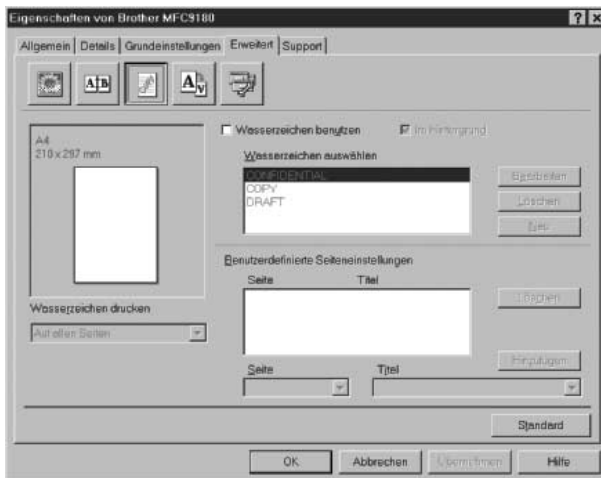 Eigenschaften von Brother MFC9180
Allgemein Details Grundeinstellungen Erweitert Support
A4
210 x 297 mm
Wasserzeichen drucken
Auf allen Seiten
Wasserzeichen benutzen Im Hintergrund
Wasserzeichen auswählen
CONFIDENTIAL
COPY
DRAFT
Bearbeiten
Löschen
Neu
Benutzerdefinierte Seiteneinstellungen
Seite Titel
Löschen
Hinzufügen
Seite Titel
Standard
OK Abbrechen Übernehmen Hilfe